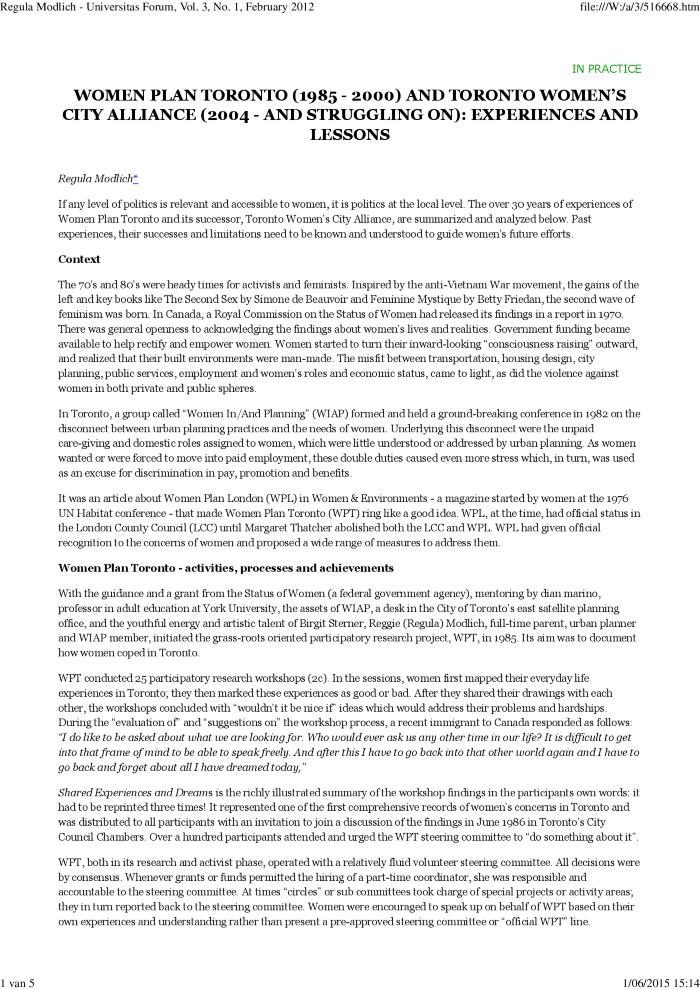 Regula Modlich - Universitas Forum, Vol. 3, No. 1, February 2012 file:///W:/a/3/516668.htm
IN PRACTICE
WOMEN PLAN TORONTO (1985 - 2000) AND TORONTO WOMEN'S
CITY ALLIANCE (2004 - AND STRUGGLING ON): EXPERIENCES AND
LESSONS
Regula Modlich*
If any level of politics is relevant and accessible to women, it is politics at the local level. The over 30 years of experiences of
Women Plan Toronto and its successor, Toronto Women's City Alliance, are summarized and analyzed below. Past
experiences, their successes and limitations need to be known and understood to guide women's future efforts.
Context
The 70's and 80's were heady times for activists and feminists. Inspired by the anti-Vietnam War movement, the gains of the
left and key books like The Second Sex by Simone de Beauvoir and Feminine Mystique by Betty Friedan, the second wave of
feminism was born. In Canada, a Royal Commission on the Status of Women had released its findings in a report in 1970.
There was general openness to acknowledging the findings about women's lives and realities. Government funding became
available to help rectify and empower women. Women started to turn their inward-looking "consciousness raising" outward,
and realized that their built environments were man-made. The misfit between transportation, housing design, city
planning, public services, employment and women's roles and economic status, came to light, as did the violence against
women in both private and public spheres.
In Toronto, a group called "Women In/And Planning" (WIAP) formed and held a ground-breaking conference in 1982 on the
disconnect between urban planning practices and the needs of women. Underlying this disconnect were the unpaid
care-giving and domestic roles assigned to women, which were little understood or addressed by urban planning. As women
wanted or were forced to move into paid employment, these double duties caused even more stress which, in turn, was used
as an excuse for discrimination in pay, promotion and benefits.
It was an article about Women Plan London (WPL) in Women & Environments - a magazine started by women at the 1976
UN Habitat conference - that made Women Plan Toronto (WPT) ring like a good idea. WPL, at the time, had official status in
the London County Council (LCC) until Margaret Thatcher abolished both the LCC and WPL. WPL had given official
recognition to the concerns of women and proposed a wide range of measures to address them.
Women Plan Toronto - activities, processes and achievements
With the guidance and a grant from the Status of Women (a federal government agency), mentoring by dian marino,
professor in adult education at York University, the assets of WIAP, a desk in the City of Toronto's east satellite planning
office, and the youthful energy and artistic talent of Birgit Sterner, Reggie (Regula) Modlich, full-time parent, urban planner
and WIAP member, initiated the grass-roots oriented participatory research project, WPT, in 1985. Its aim was to document
how women coped in Toronto.
WPT conducted 25 participatory research workshops (2c). In the sessions, women first mapped their everyday life
experiences in Toronto; they then marked these experiences as good or bad. After they shared their drawings with each
other, the workshops concluded with "wouldn't it be nice if" ideas which would address their problems and hardships.
During the "evaluation of" and "suggestions on" the workshop process, a recent immigrant to Canada responded as follows:
"I do like to be asked about what we are looking for. Who would ever ask us any other time in our life? It is difficult to get
into that frame of mind to be able to speak freely. And after this I have to go back into that other world again and I have to
go back and forget about all I have dreamed today,"
Shared Experiences and Dreams is the richly illustrated summary of the workshop findings in the participants own words: it
had to be reprinted three times! It represented one of the first comprehensive records of women's concerns in Toronto and
was distributed to all participants with an invitation to join a discussion of the findings in June 1986 in Toronto's City
Council Chambers. Over a hundred participants attended and urged the WPT steering committee to "do something about it".
WPT, both in its research and activist phase, operated with a relatively fluid volunteer steering committee. All decisions were
by consensus. Whenever grants or funds permitted the hiring of a part-time coordinator, she was responsible and
accountable to the steering committee. At times "circles" or sub committees took charge of special projects or activity areas;
they in turn reported back to the steering committee. Women were encouraged to speak up on behalf of WPT based on their
own experiences and understanding rather than present a pre-approved steering committee or "official WPT" line.
1 van 5 1/06/2015 15:14